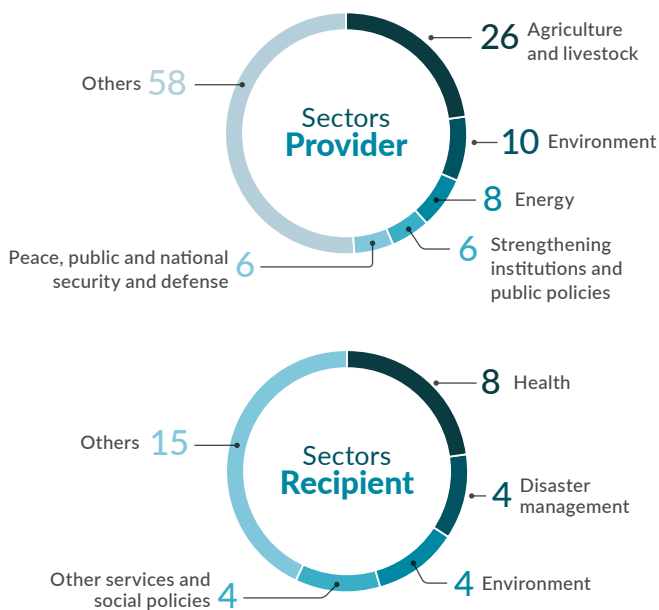 26 Agriculture
and livestock
Others 58
Sectors
Provider
10 Environment
8 Energy
6 Strengthening
institutions and
public policies
Peace, public and national
security and defense 6
8 Health
Others 15
Sectors
Recipient
4 Disaster
management
4 Environment
Other services and
social policies 4